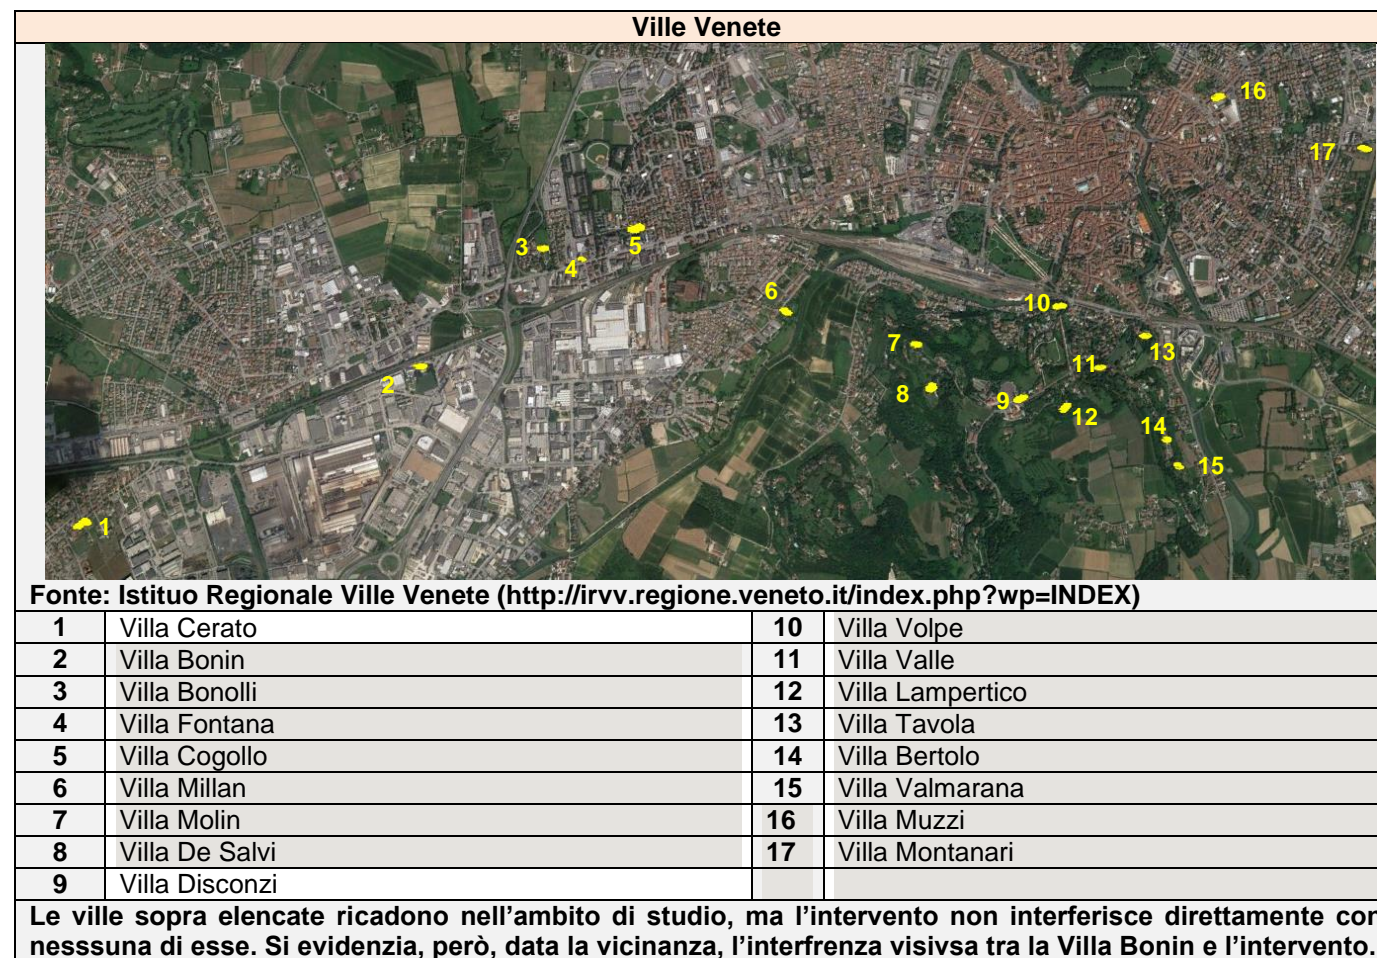 Ville Venete
16
17
3
5
4
6
10
7
13
11
2
8
9
12
14
15
1
Fonte: Istituo Regionale Ville Venete (http://irvv.regione.veneto.it/index.php?wp=INDEX)
1 Villa Cerato 10 Villa Volpe
2 Villa Bonin 11 Villa Valle
3 Villa Bonolli 12 Villa Lampertico
4 Villa Fontana 13 Villa Tavola
5 Villa Cogollo 14 Villa Bertolo
6 Villa Millan 15 Villa Valmarana
7 Villa Molin 16 Villa Muzzi
8 Villa De Salvi 17 Villa Montanari
9 Villa Disconzi
Le ville sopra elencate ricadono nell’ambito di studio, ma l’intervento non interferisce direttamente con
nesssuna di esse. Si evidenzia, però, data la vicinanza, l’interfrenza visivsa tra la Villa Bonin e l’intervento.